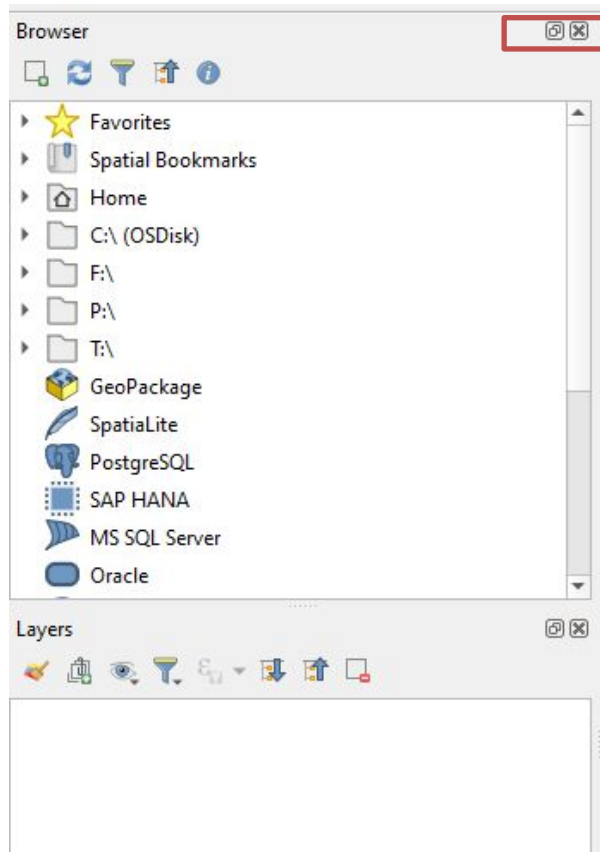 Browser
Favorites
Spatial Bookmarks
Home
C:\ (OSDisk)
F:\
P:\
T:\
GeoPackage
SpatiaLite
PostgreSQL
SAP HANA
MS SQL Server
Oracle
Layers